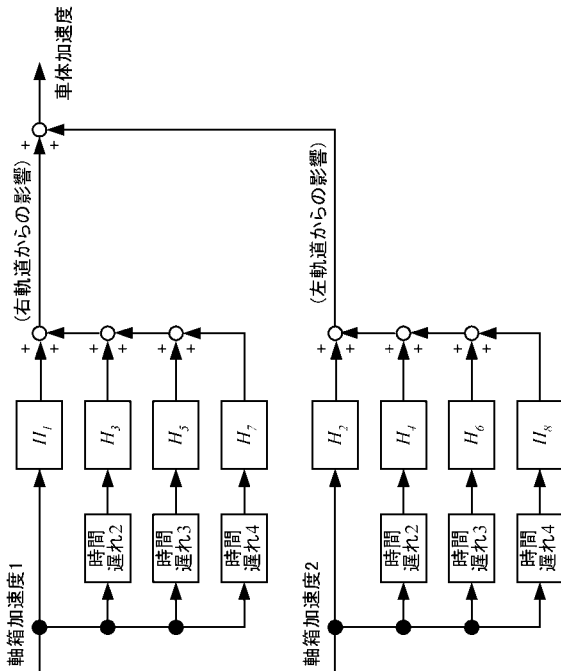 軸箱加速度1
H1
(右軌道からの影響)
+
+
+
+
車体加速度
時間
遅れ2
H3
+
+
時間
遅れ3
H5
+
+
時間
遅れ4
H7
軸箱加速度2
H2
(左軌道からの影響)
+
+
時間
遅れ2
H4
+
+
時間
遅れ3
H6
+
+
時間
遅れ4
H8